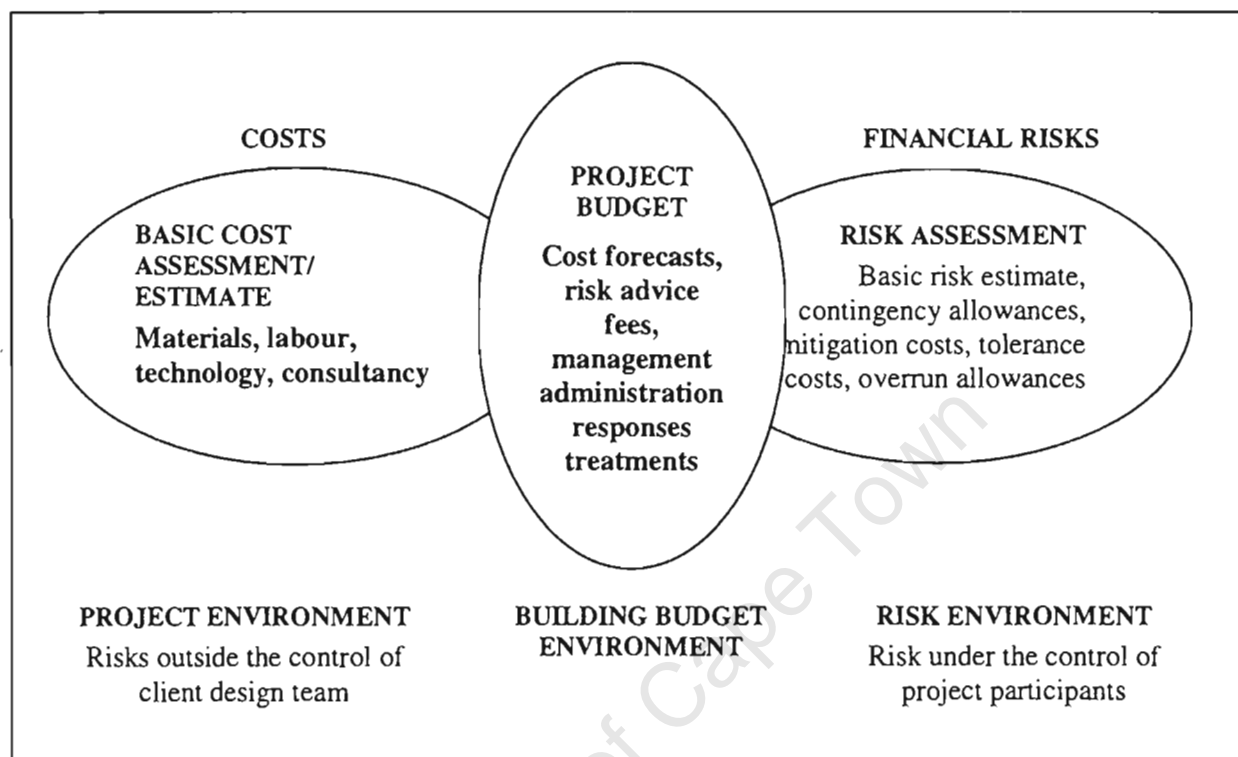 COSTS
BASIC COST
ASSESSMENT/
ESTIMATE
Materials, labour,
technology, consultancy
PROJECT
BUDGET
Cost forecasts,
risk advice
fees,
management
administration
responses
treatments
FINANCIAL RISKS
RISK ASSESSMENT
Basic risk estimate,
contingency allowances,
mitigation costs, tolerance
costs, overrun allowances
PROJECT ENVIRONMENT
Risks outside the control of
client design team
BUILDING BUDGET
ENVIRONMENT
RISK ENVIRONMENT
Risk under the control of
project participants
of Cape Town